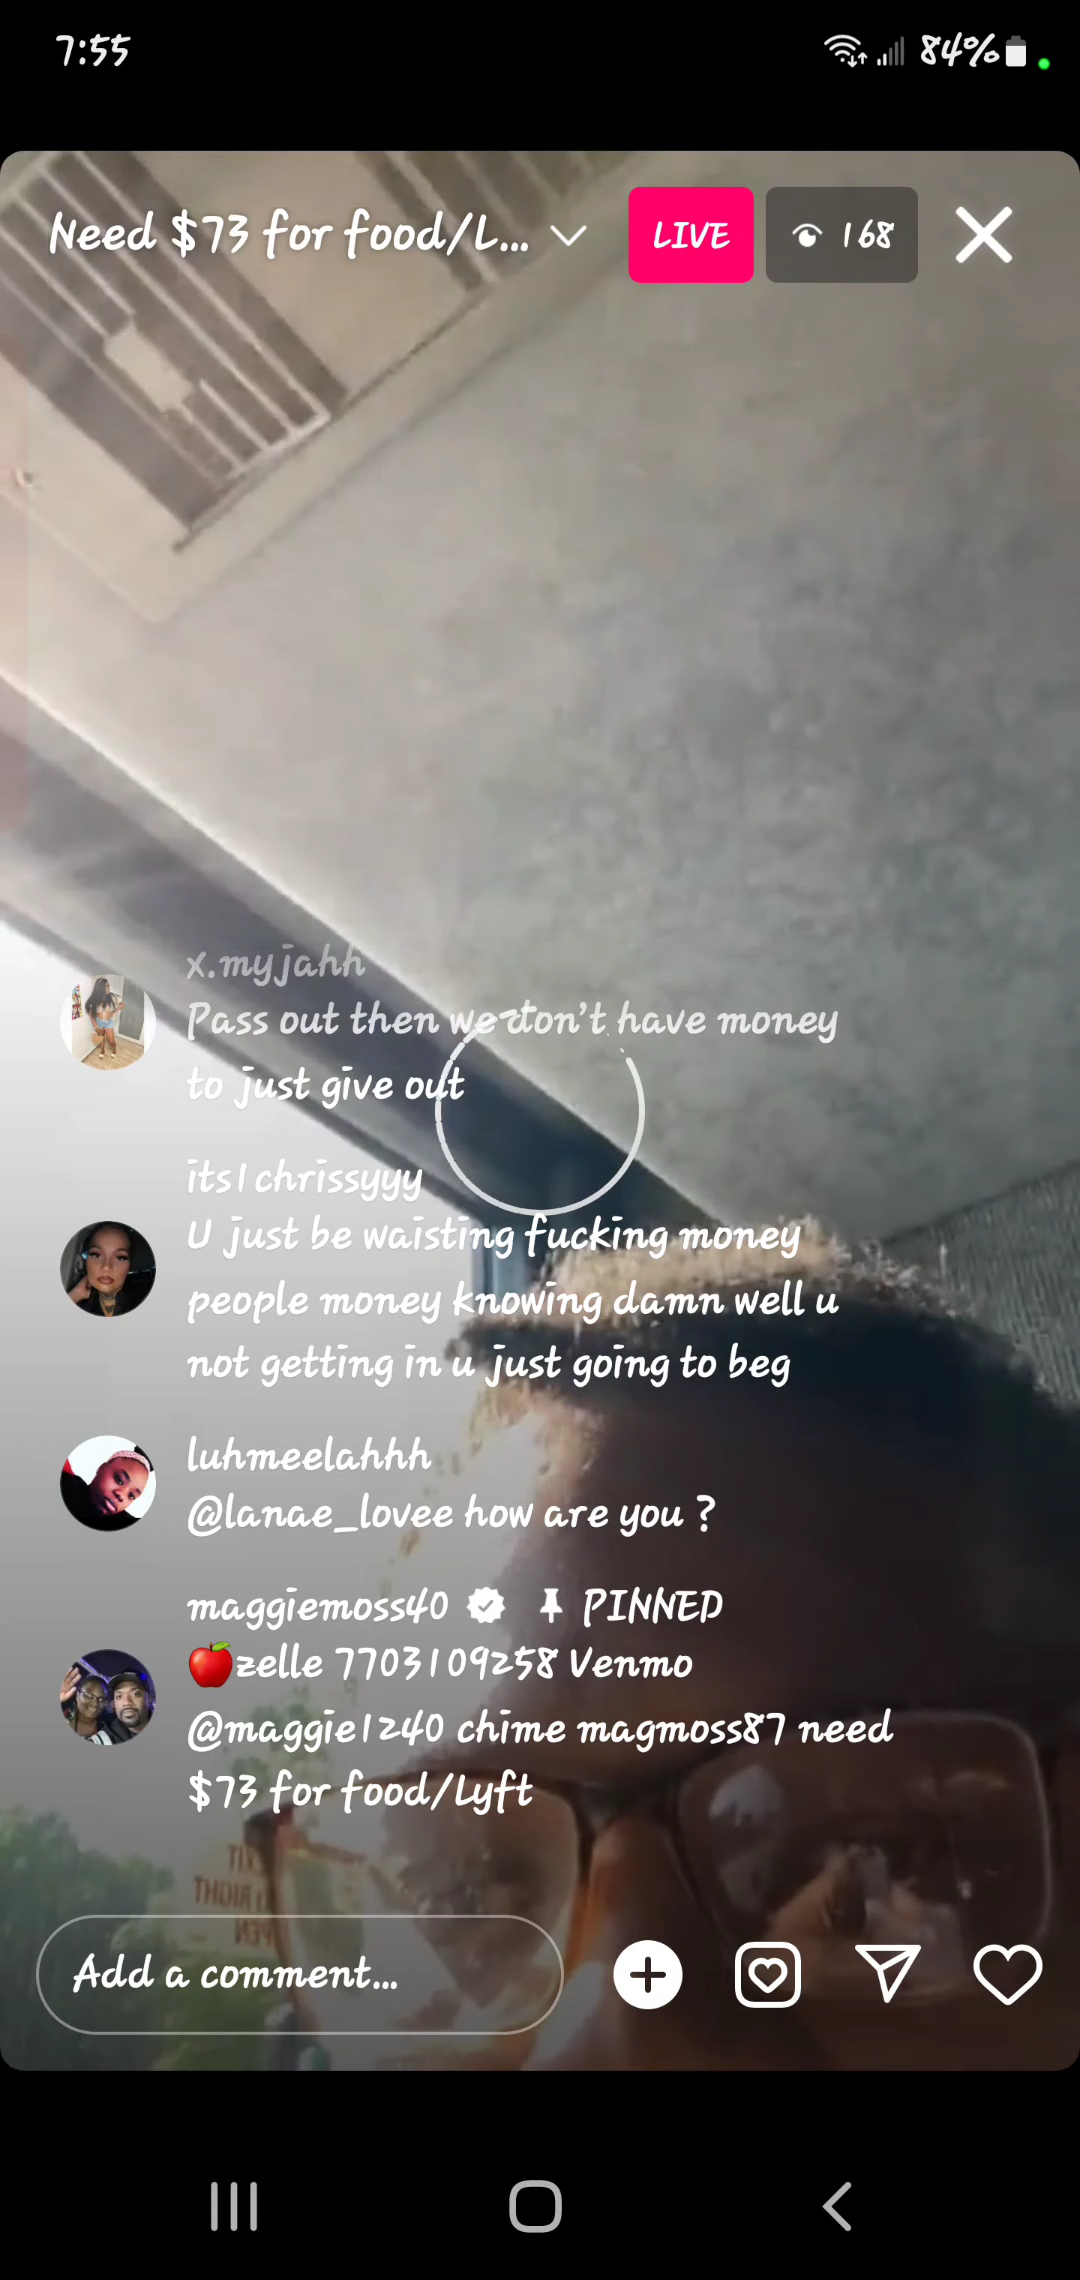 7:55
84%
Need $73 for food/L...
LIVE
168
x.myjahh
Pass out then we don't have money
to just give out
its1chrissyyy
U just be waisting fucking money
people money knowing damn well u
not getting in u just going to beg
luhmeelahhh
@lanae_lovee how are you ?
maggiemoss40 PINNED
🍎zelle 7703109258 Venmo
@maggie1240 chime magmoss87 need
$73 for food/Lyft
RIGHT
Add a comment...